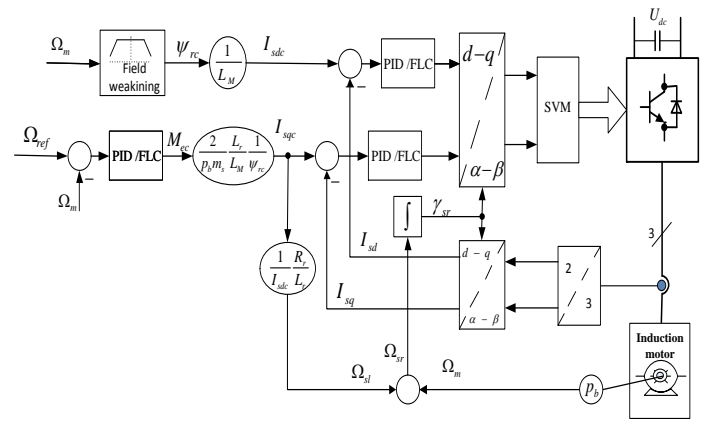 U_dc
Ω_m
Field
weakining
ψ_rc
1
L_M
I_sdc
PID /FLC
d-q
α-β
SVM
Ω_ref
Ω_m
PID /FLC
M_ec
2 L_r 1
p_b m_s L_M ψ_rc
I_sqc
PID /FLC
∫
γ_sr
I_sd
I_sq
d - q
α - β
2
3
3
1 R_r
I_sdc L_r
Ω_sl
Ω_sr
Ω_m
p_b
Induction
motor